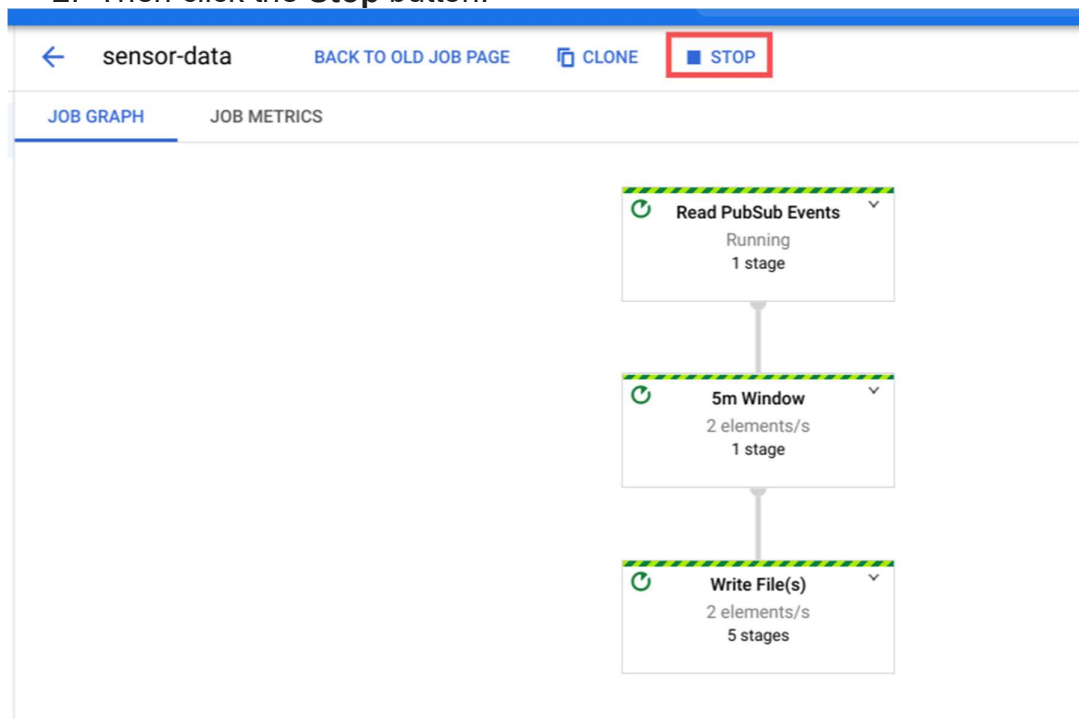 2. Then click the Stop button.
sensor-data BACK TO OLD JOB PAGE CLONE STOP
JOB GRAPH JOB METRICS
Read PubSub Events
Running
1 stage
5m Window
2 elements/s
1 stage
Write File(s)
2 elements/s
5 stages